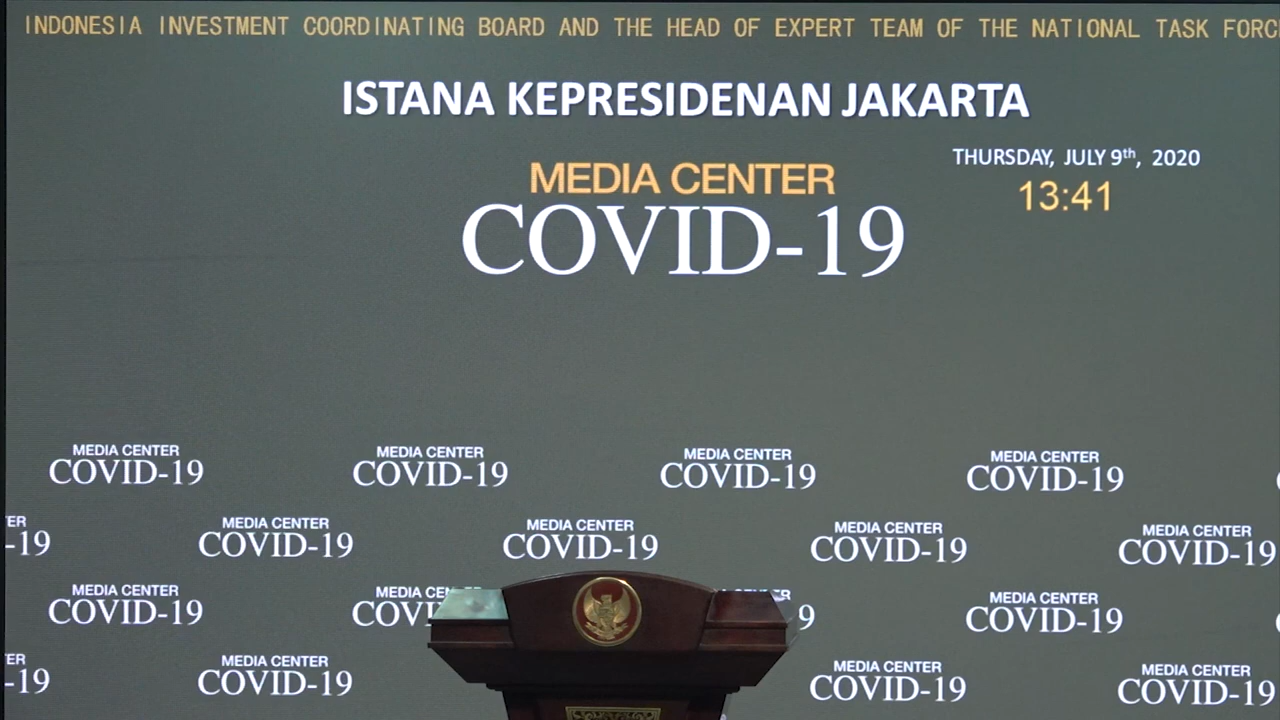 INDONESIA INVESTMENT COORDINATING BOARD AND THE HEAD OF EXPERT TEAM OF THE NATIONAL TASK
ISTANA KEPRESIDENAN JAKARTA
THURSDAY, JULY 9th, 2020
13:41
MEDIA CENTER
COVID-19
MEDIA CENTER MEDIA CENTER MEDIA CENTER MEDIA CENTER
COVID-19 COVID-19 COVID-19 COVID-19
MEDIA CENTER MEDIA CENTER MEDIA CENTER MEDIA CENTER
-19 COVID-19 COVID-19 COVID-19 COVID-19
MEDIA CENTER MEDIA MEDIA CENTER
COVID-19 COVID-19
MEDIA CENTER MEDIA CENTER MEDIA CENTER
-19 COVID-19 COVID-19 COVID-19